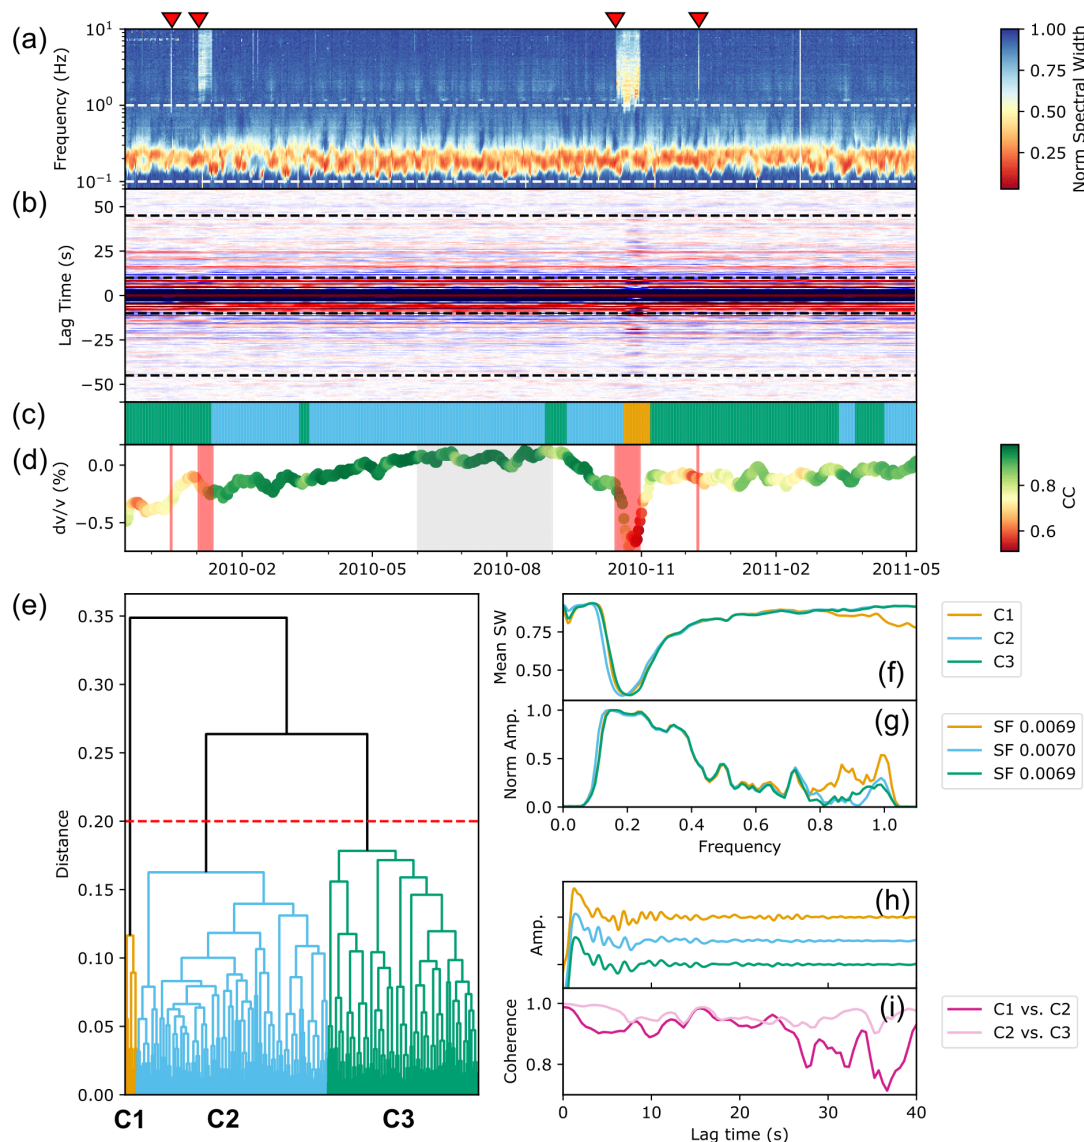 (a)
10¹
10⁰
10⁻¹
Frequency (Hz)
1.00
0.75
0.50
0.25
Norm Spectral Width
(b)
50
25
0
−25
−50
Lag Time (s)
(c)
(d)
0.0
−0.5
dv/v (%)
0.8
0.6
CC
2010-02
2010-05
2010-08
2010-11
2011-02
2011-05
(e)
0.35
0.30
0.25
0.20
0.15
0.10
0.05
0.00
Distance
C1
C2
C3
0.75
0.50
Mean SW
(f)
C1
C2
C3
1.0
0.5
0.0
Norm Amp.
(g)
SF 0.0069
SF 0.0070
SF 0.0069
0.0
0.2
0.4
0.6
0.8
1.0
Frequency
Amp.
(h)
1.0
0.8
Coherence
(i)
C1 vs. C2
C2 vs. C3
0
10
20
30
40
Lag time (s)